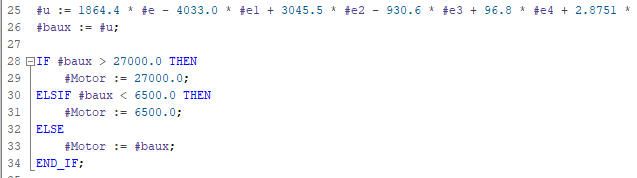 25 #u := 1864.4 * #e - 4033.0 * #e1 + 3045.5 * #e2 - 930.6 * #e3 + 96.8 * #e4 + 2.8751 *
26 #baux := #u;
27
28 IF #baux > 27000.0 THEN
29 #Motor := 27000.0;
30 ELSIF #baux < 6500.0 THEN
31 #Motor := 6500.0;
32 ELSE
33 #Motor := #baux;
34 END_IF;